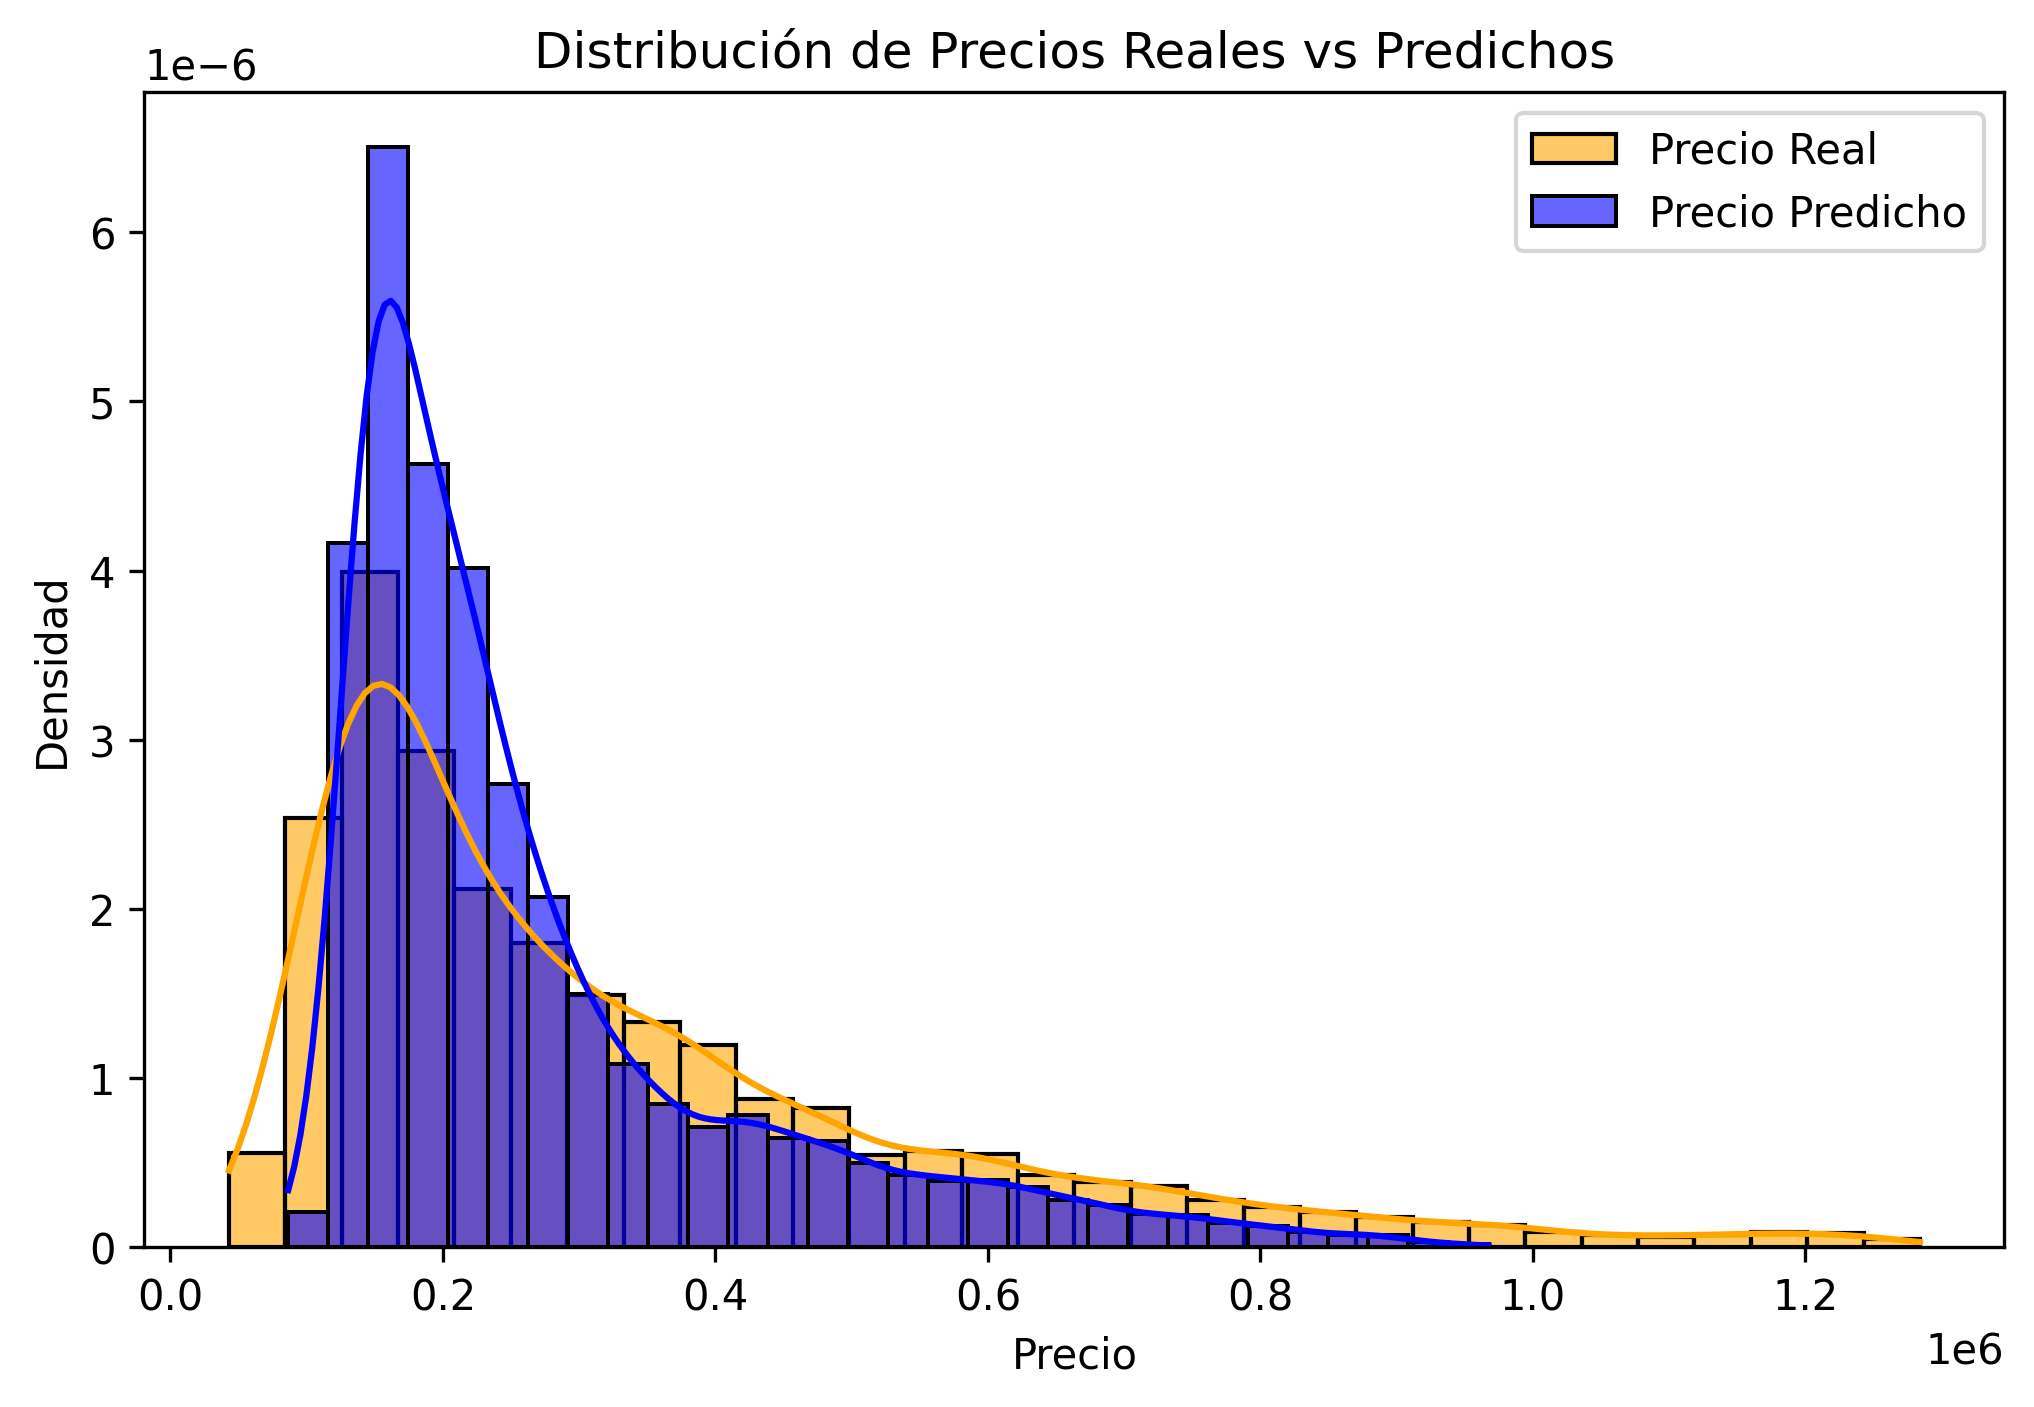 Distribución de Precios Reales vs Predichos
1e−6
Precio Real
Precio Predicho
6
5
4
3
2
1
0
Densidad
0.0 0.2 0.4 0.6 0.8 1.0 1.2
1e6
Precio